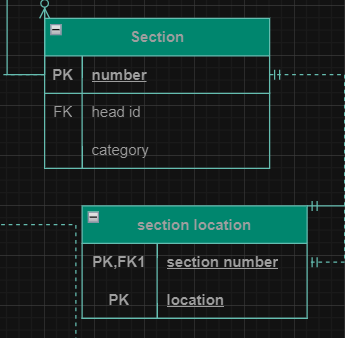 Section
PK number
FK head id
category
section location
PK,FK1 section number
PK location